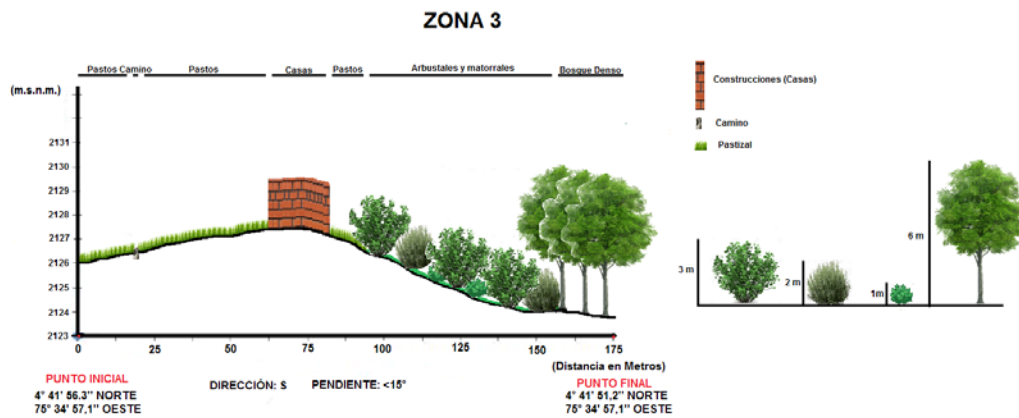 ZONA 3
Pastos Camino Pastos Casas Pastos Arbustales y matorrales Bosque Denso
(m.s.n.m.)
2131
2130
2129
2128
2127
2126
2125
2124
2123
0 25 50 75 100 125 150 175
(Distancia en Metros)
PUNTO INICIAL
4° 41' 56.3'' NORTE
75° 34' 57,1'' OESTE
DIRECCIÓN: S PENDIENTE: <15°
PUNTO FINAL
4° 41' 51,2'' NORTE
75° 34' 57,1'' OESTE
Construcciones (Casas)
Camino
Pastizal
3 m
2 m
1m
6 m